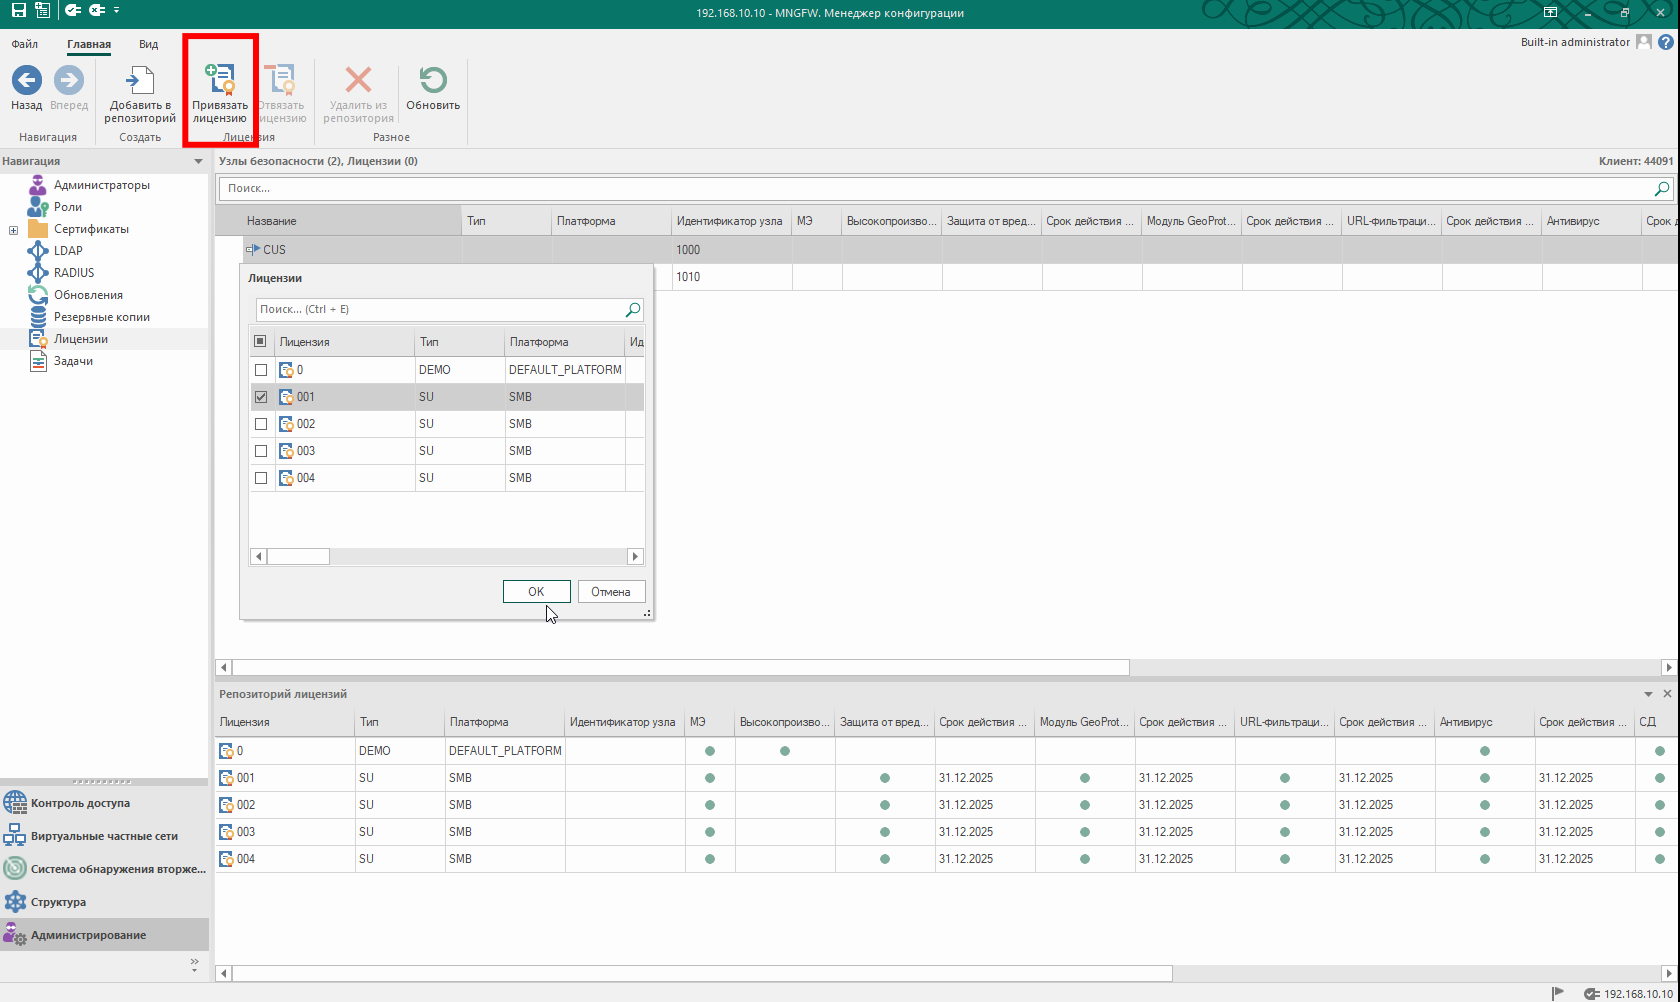 192.168.10.10 - MNGFW. Менеджер конфигурации
Файл Главная Вид
Built-in administrator
Назад Вперед
Добавить в репозиторий
Привязать лицензию
Отвязать лицензию
Удалить из репозитория
Обновить
Навигация Создать Лицензия Разное
Навигация
Администраторы
Роли
Сертификаты
LDAP
RADIUS
Обновления
Резервные копии
Лицензии
Задачи
Контроль доступа
Виртуальные частные сети
Система обнаружения вторже...
Структура
Администрирование
Узлы безопасности (2), Лицензии (0) Клиент: 44091
Поиск...
Название Тип Платформа Идентификатор узла МЭ Высокопроизво... Защита от вред... Срок действия ... Модуль GeoProt... Срок действия ... URL-фильтраци... Срок действия ... Антивирус Срок д
CUS 1000
1010
Лицензии
Поиск... (Ctrl + E)
Лицензия Тип Платформа Ид
0 DEMO DEFAULT_PLATFORM
001 SU SMB
002 SU SMB
003 SU SMB
004 SU SMB
OK Отмена
Репозиторий лицензий
Лицензия Тип Платформа Идентификатор узла МЭ Высокопроизво... Защита от вред... Срок действия ... Модуль GeoProt... Срок действия ... URL-фильтраци... Срок действия ... Антивирус Срок действия ... СД
0 DEMO DEFAULT_PLATFORM
001 SU SMB 31.12.2025 31.12.2025 31.12.2025 31.12.2025
002 SU SMB 31.12.2025 31.12.2025 31.12.2025 31.12.2025
003 SU SMB 31.12.2025 31.12.2025 31.12.2025 31.12.2025
004 SU SMB 31.12.2025 31.12.2025 31.12.2025 31.12.2025
192.168.10.10